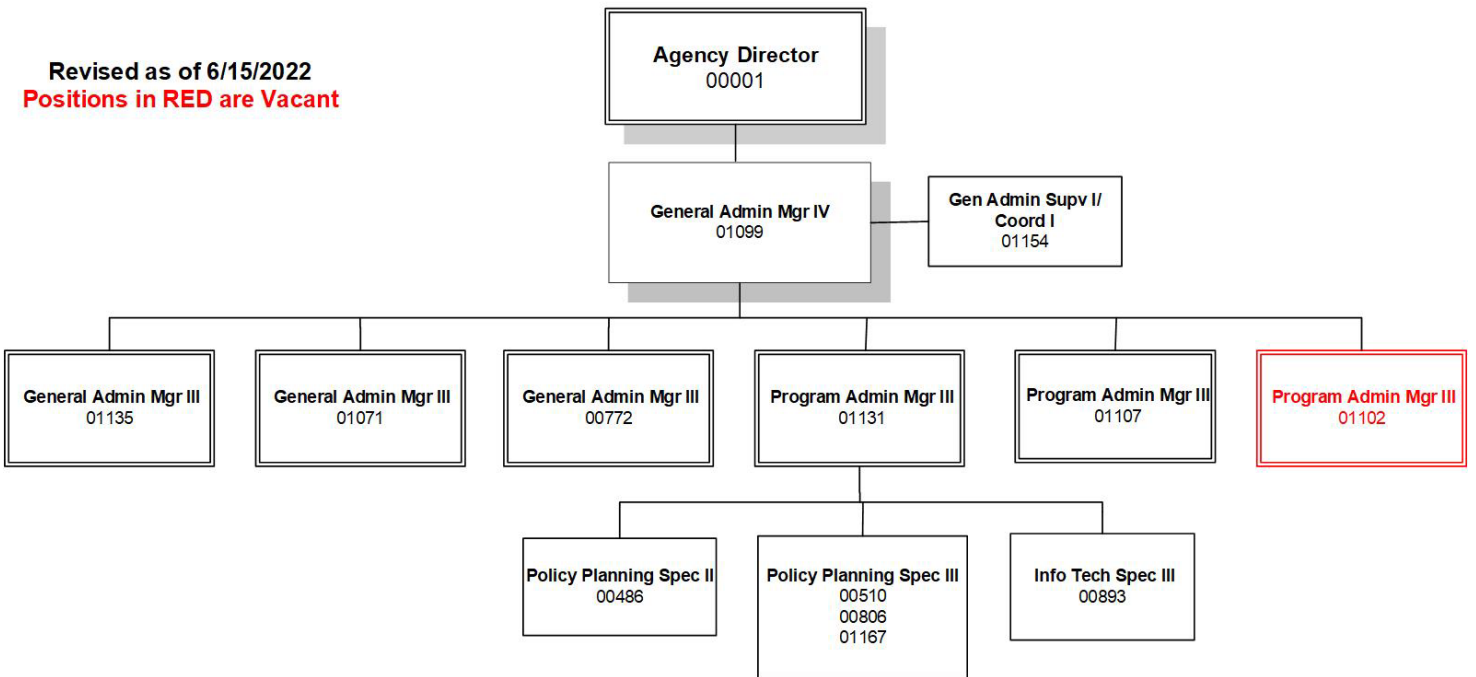 Revised as of 6/15/2022
Positions in RED are Vacant
Agency Director
00001
General Admin Mgr IV
01099
Gen Admin Supv I/
Coord I
01154
General Admin Mgr III
01135
General Admin Mgr III
01071
General Admin Mgr III
00772
Program Admin Mgr III
01131
Program Admin Mgr III
01107
Program Admin Mgr III
01102
Policy Planning Spec II
00486
Policy Planning Spec III
00510
00806
01167
Info Tech Spec III
00893